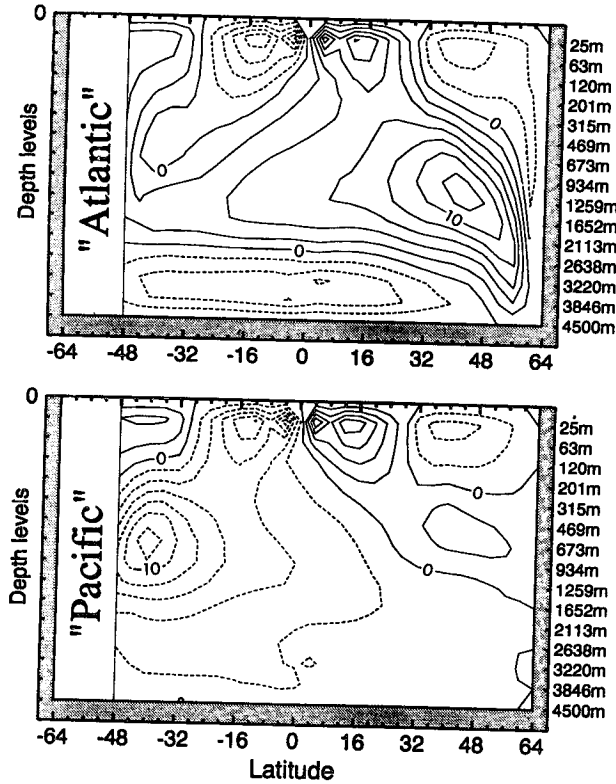 0
Depth levels
"Atlantic"
0
0
0
10
25m
63m
120m
201m
315m
469m
673m
934m
1259m
1652m
2113m
2638m
3220m
3846m
4500m
-64 -48 -32 -16 0 16 32 48 64
0
Depth levels
"Pacific"
0
10
0
0
25m
63m
120m
201m
315m
469m
673m
934m
1259m
1652m
2113m
2638m
3220m
3846m
4500m
-64 -48 -32 -16 0 16 32 48 64
Latitude